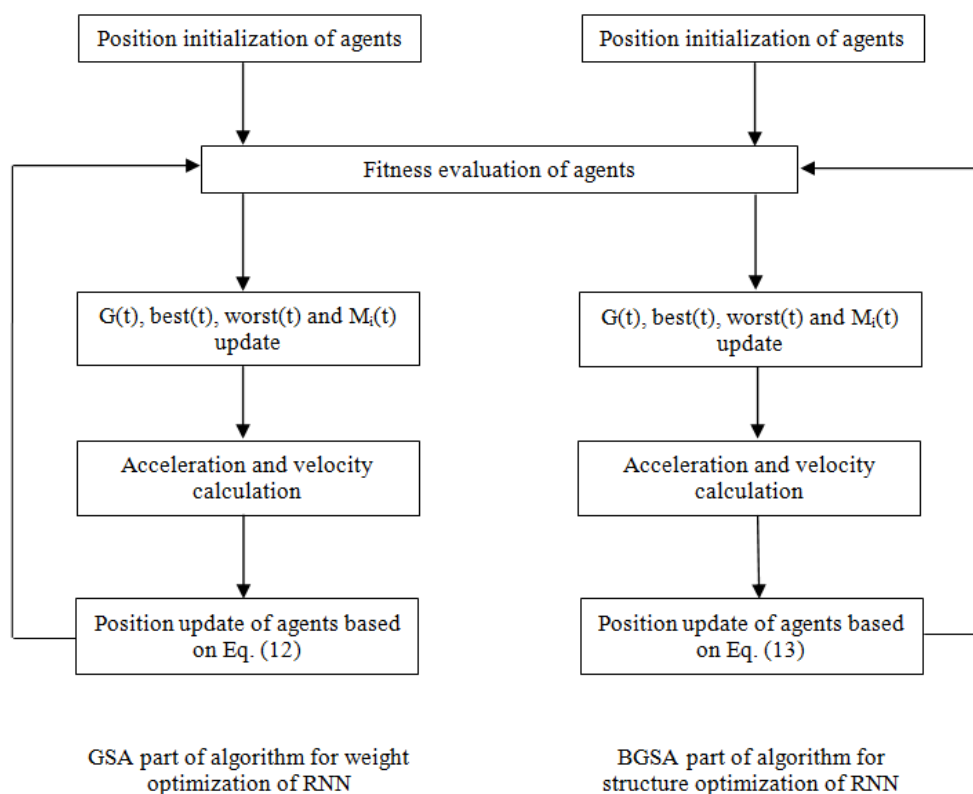 Position initialization of agents
Position initialization of agents
Fitness evaluation of agents
G(t), best(t), worst(t) and Mᵢ(t)
update
G(t), best(t), worst(t) and Mᵢ(t)
update
Acceleration and velocity
calculation
Acceleration and velocity
calculation
Position update of agents based
on Eq. (12)
Position update of agents based
on Eq. (13)
GSA part of algorithm for weight
optimization of RNN
BGSA part of algorithm for
structure optimization of RNN